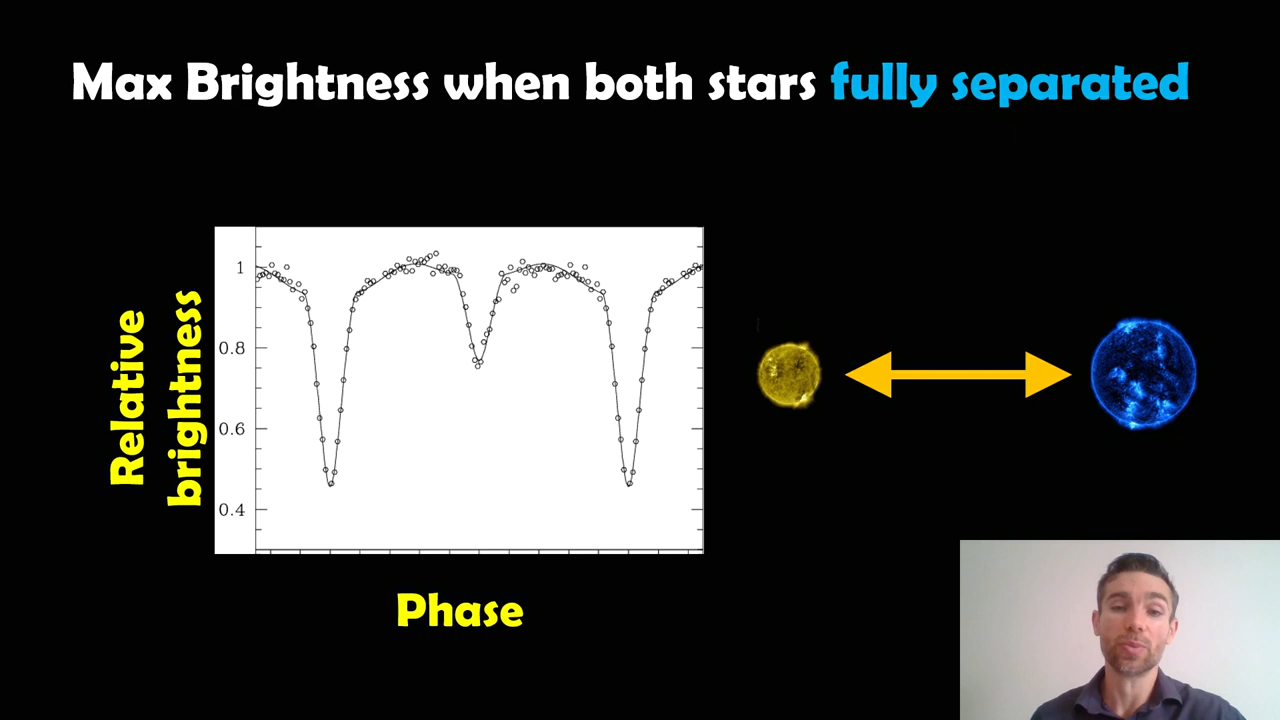 Max Brightness when both stars fully separated
Relative
brightness
1
0.8
0.6
0.4
Phase